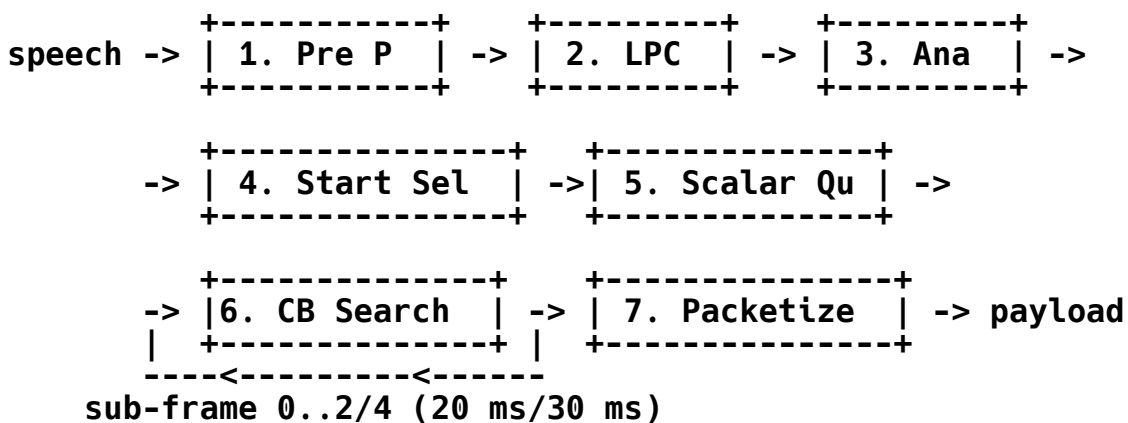 +-----------+    +---------+    +---------+
speech -> | 1. Pre P  | -> | 2. LPC  | -> | 3. Ana  | ->
          +-----------+    +---------+    +---------+

          +---------------+   +--------------+
       -> | 4. Start Sel  | ->| 5. Scalar Qu | ->
          +---------------+   +--------------+

          +--------------+    +---------------+
       -> |6. CB Search  | -> | 7. Packetize  | -> payload
       |  +--------------+ |  +---------------+
       ----<---------<------
    sub-frame 0..2/4 (20 ms/30 ms)